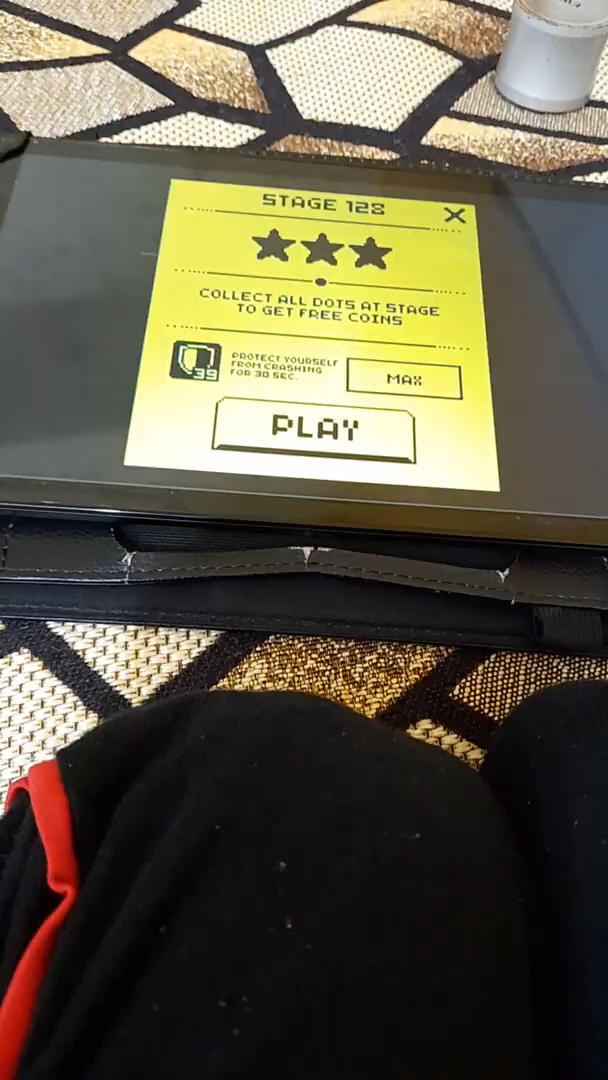 STAGE 128
X
COLLECT ALL DOTS AT STAGE
TO GET FREE COINS
39
PROTECT YOURSELF
FROM CRASHING
FOR 30 SEC.
MAX
PLAY